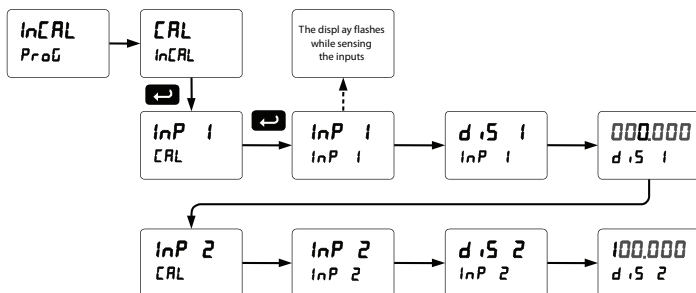 InCAL
ProG
CAL
InCAL
The display flashes
while sensing
the inputs
InP 1
CAL
InP 1
InP 1
diS 1
InP 1
000.000
diS 1
InP 2
CAL
InP 2
InP 2
diS 2
InP 2
100.000
diS 2